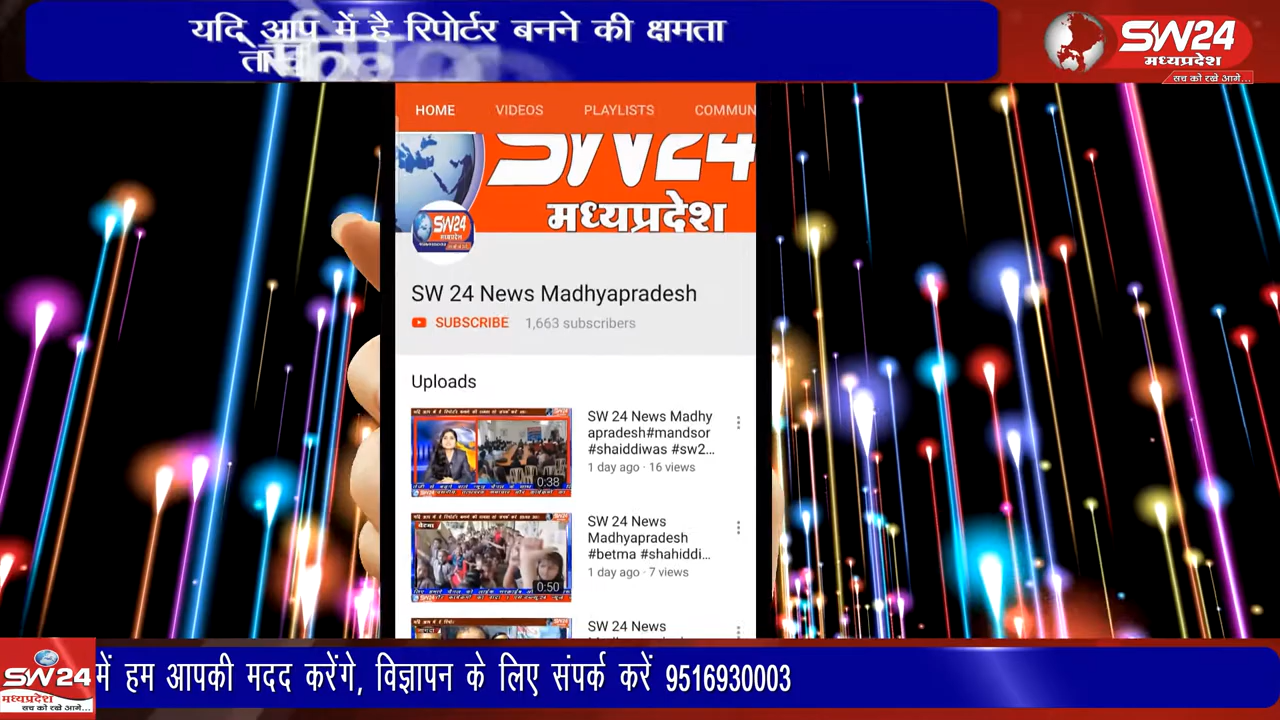 यदि आप में है रिपोर्टर बनने की क्षमता
SW24
मध्यप्रदेश
सच को रखे आगे...
HOME VIDEOS PLAYLISTS COMMUN
SW24
मध्यप्रदेश
SW24
SW 24 News Madhyapradesh
SUBSCRIBE 1,663 subscribers
Uploads
SW 24 News Madhy
apradesh#mandsor
#shaiddiwas #sw2...
1 day ago · 16 views
0:38
SW 24 News
Madhyapradesh
#betma #shahiddi...
1 day ago · 7 views
बेटमा
0:50
SW 24 News
SW24
मध्यप्रदेश
सच को रखे आगे...
में हम आपकी मदद करेंगे, विज्ञापन के लिए संपर्क करें 9516930003